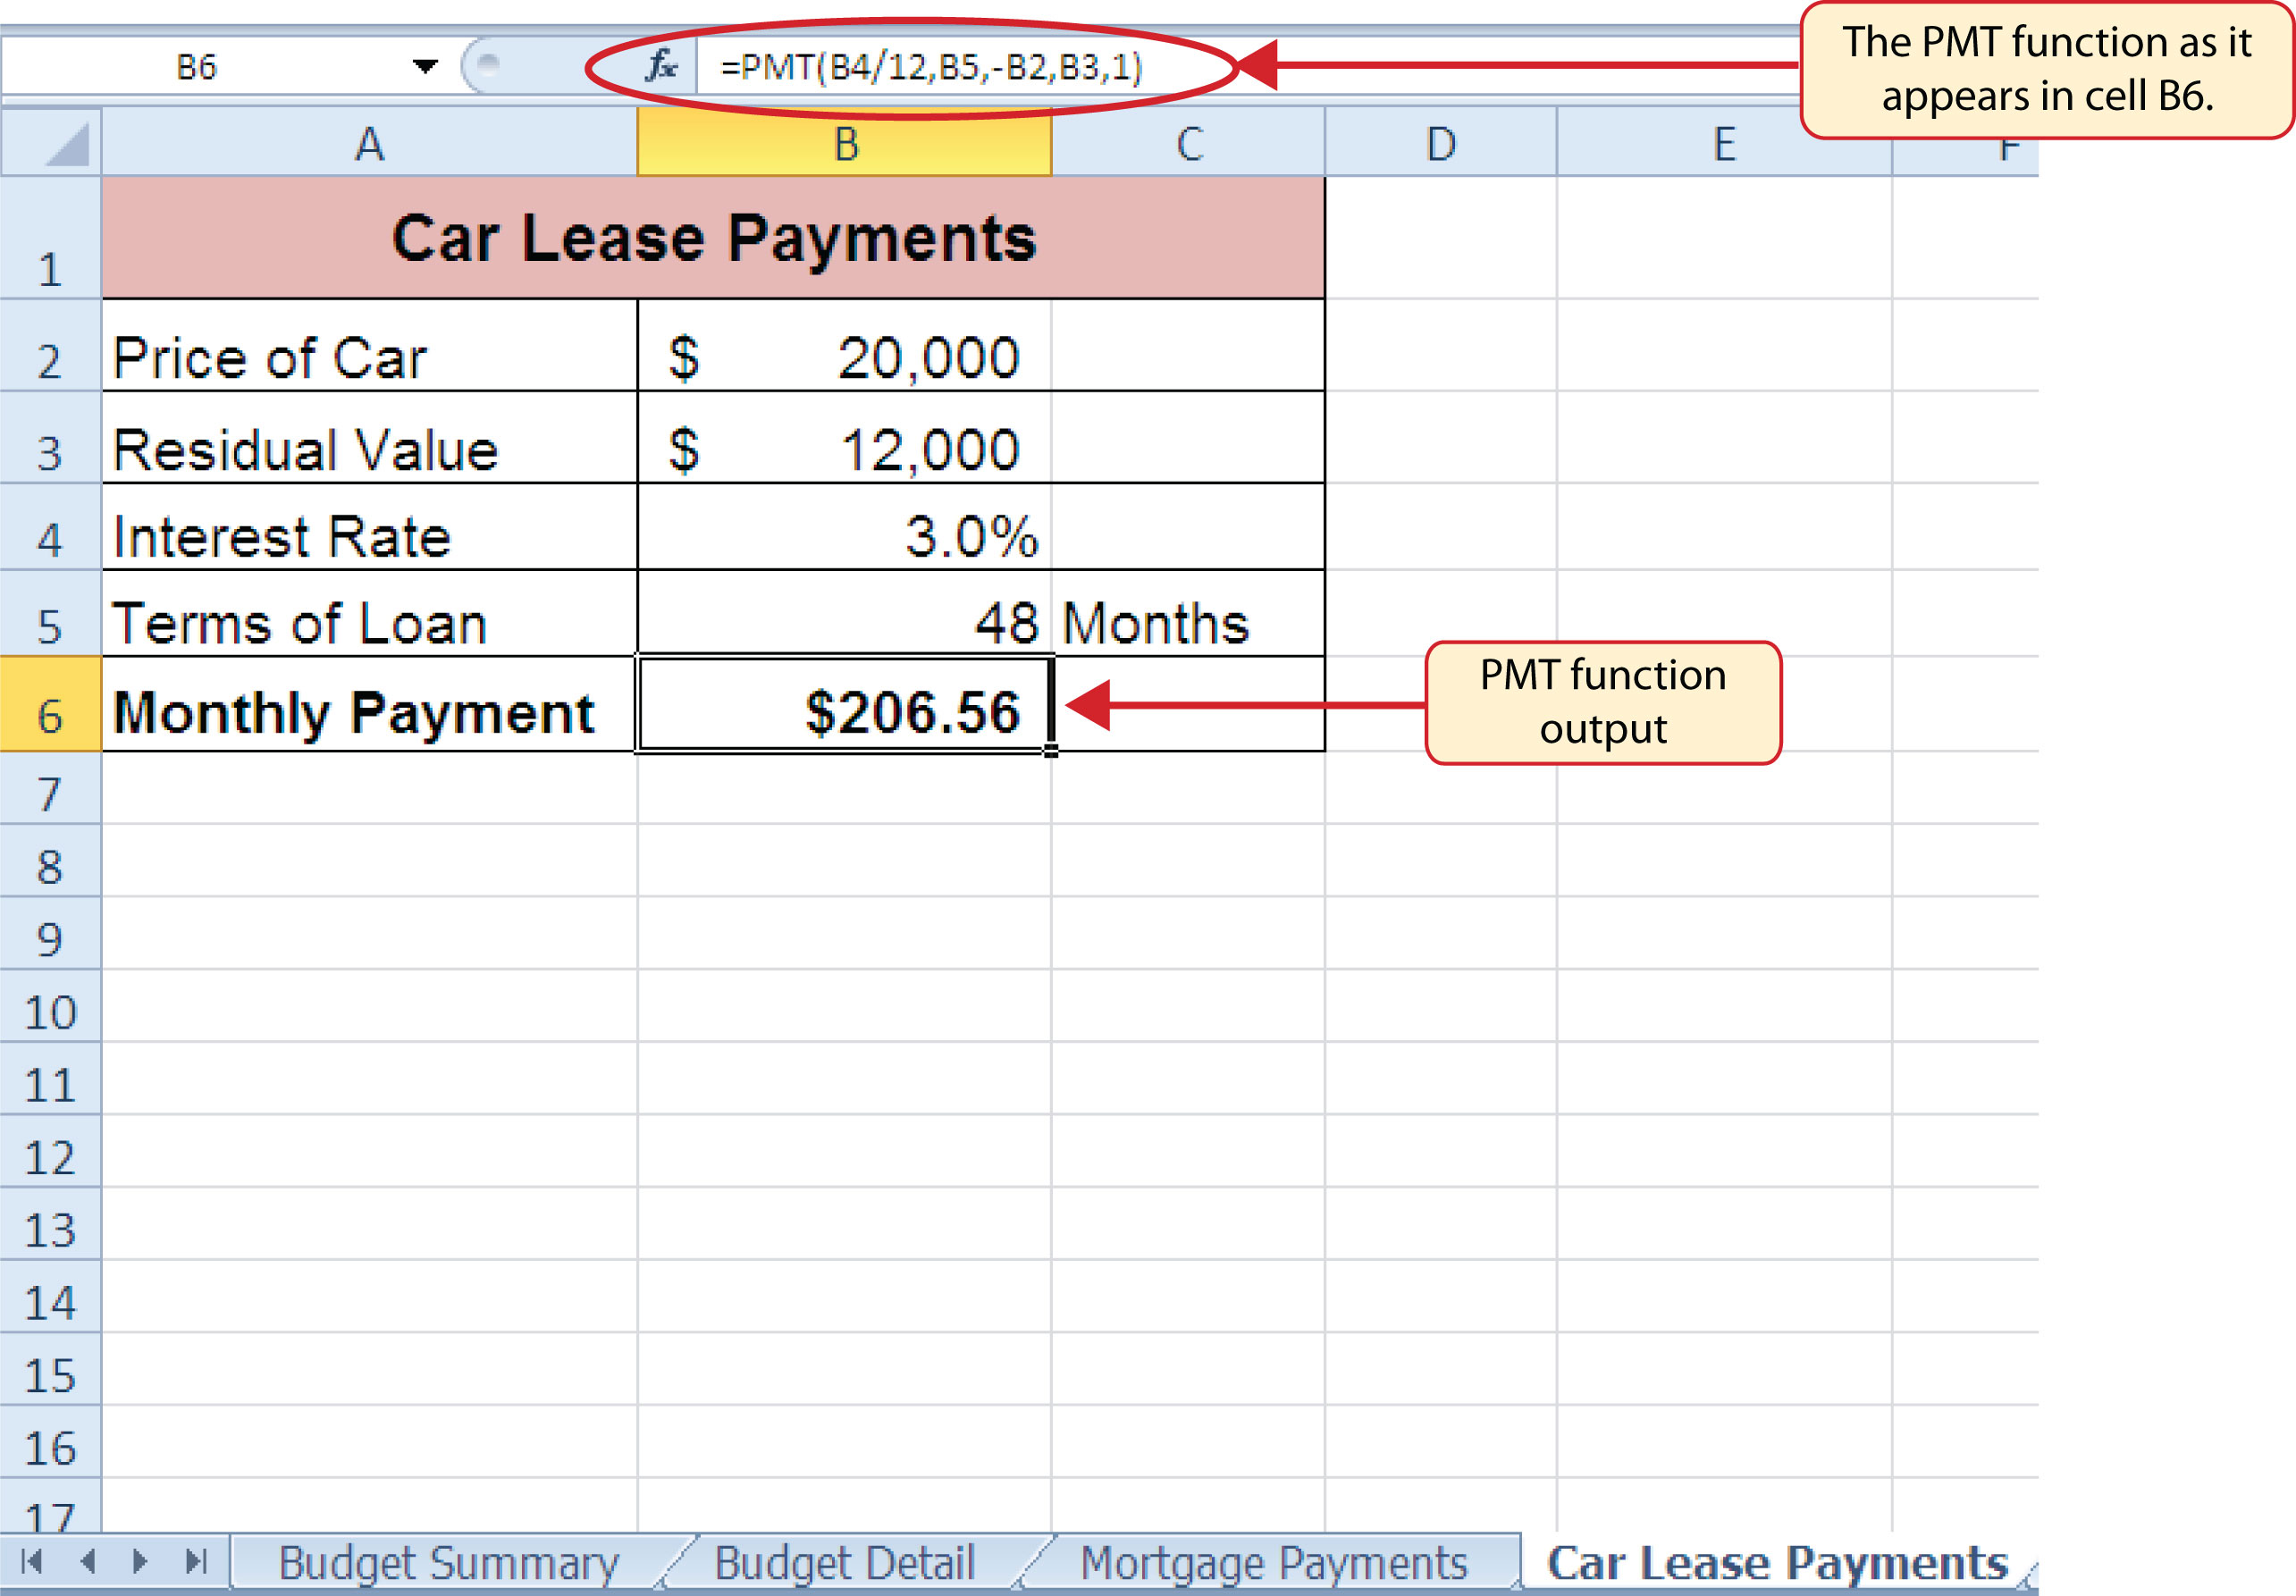 The PMT function as it
appears in cell B6.
B6 fx =PMT(B4/12,B5,-B2,B3,1)
A B C D E F
1 Car Lease Payments
2 Price of Car $ 20,000
3 Residual Value $ 12,000
4 Interest Rate 3.0%
5 Terms of Loan 48 Months
6 Monthly Payment $206.56
PMT function
output
7
8
9
10
11
12
13
14
15
16
17
Budget Summary Budget Detail Mortgage Payments Car Lease Payments